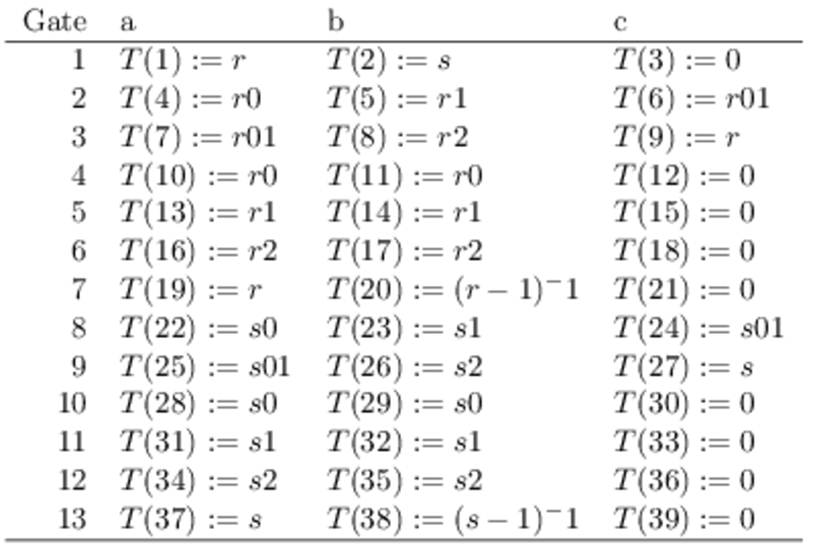 Gate a b c
1 T(1) := r T(2) := s T(3) := 0
2 T(4) := r0 T(5) := r1 T(6) := r01
3 T(7) := r01 T(8) := r2 T(9) := r
4 T(10) := r0 T(11) := r0 T(12) := 0
5 T(13) := r1 T(14) := r1 T(15) := 0
6 T(16) := r2 T(17) := r2 T(18) := 0
7 T(19) := r T(20) := (r − 1)⁻1 T(21) := 0
8 T(22) := s0 T(23) := s1 T(24) := s01
9 T(25) := s01 T(26) := s2 T(27) := s
10 T(28) := s0 T(29) := s0 T(30) := 0
11 T(31) := s1 T(32) := s1 T(33) := 0
12 T(34) := s2 T(35) := s2 T(36) := 0
13 T(37) := s T(38) := (s − 1)⁻1 T(39) := 0